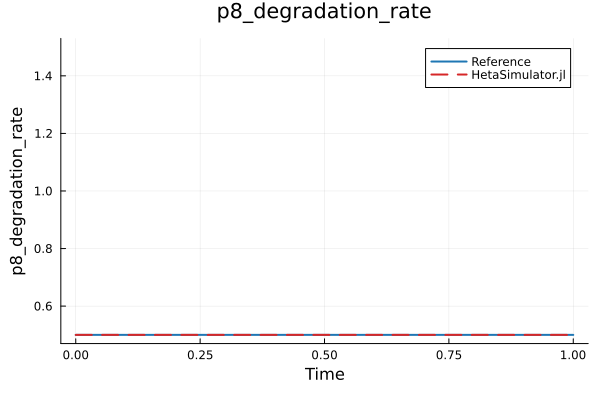 p8_degradation_rate
Reference
HetaSimulator.jl
p8_degradation_rate
1.4
1.2
1.0
0.8
0.6
0.00
0.25
0.50
0.75
1.00
Time